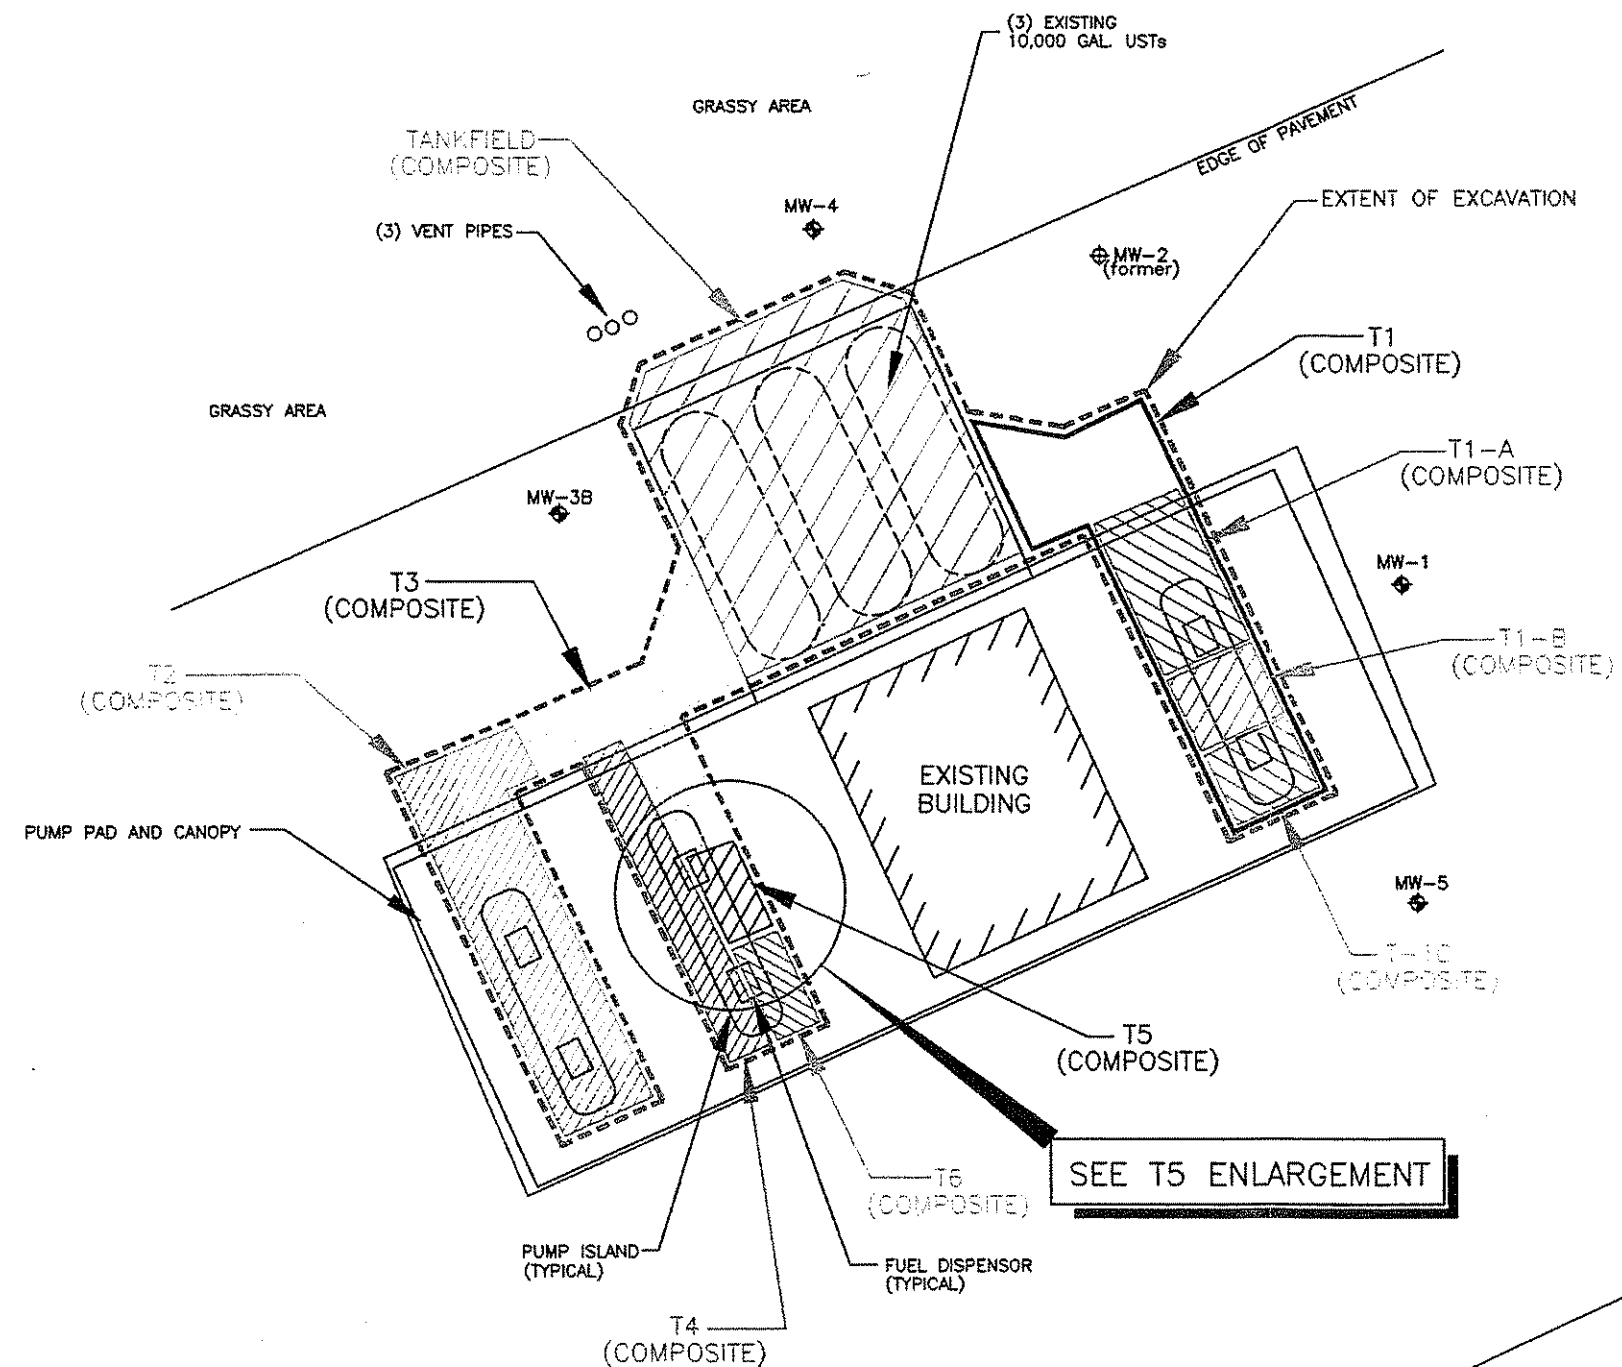 (3) EXISTING
10,000 GAL. USTs
GRASSY AREA
EDGE OF PAVEMENT
TANKFIELD
(COMPOSITE)
EXTENT OF EXCAVATION
MW-4
(3) VENT PIPES
MW-2
(former)
T1
(COMPOSITE)
GRASSY AREA
T1-A
(COMPOSITE)
MW-3B
MW-1
T3
(COMPOSITE)
T1-B
(COMPOSITE)
T2
(COMPOSITE)
EXISTING
BUILDING
PUMP PAD AND CANOPY
MW-5
T-1C
(COMPOSITE)
T5
(COMPOSITE)
SEE T5 ENLARGEMENT
T6
(COMPOSITE)
PUMP ISLAND
(TYPICAL)
FUEL DISPENSOR
(TYPICAL)
T4
(COMPOSITE)